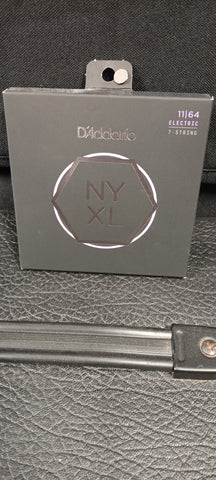 D'Addario
11|64
ELECTRIC
7-STRING
NY
XL